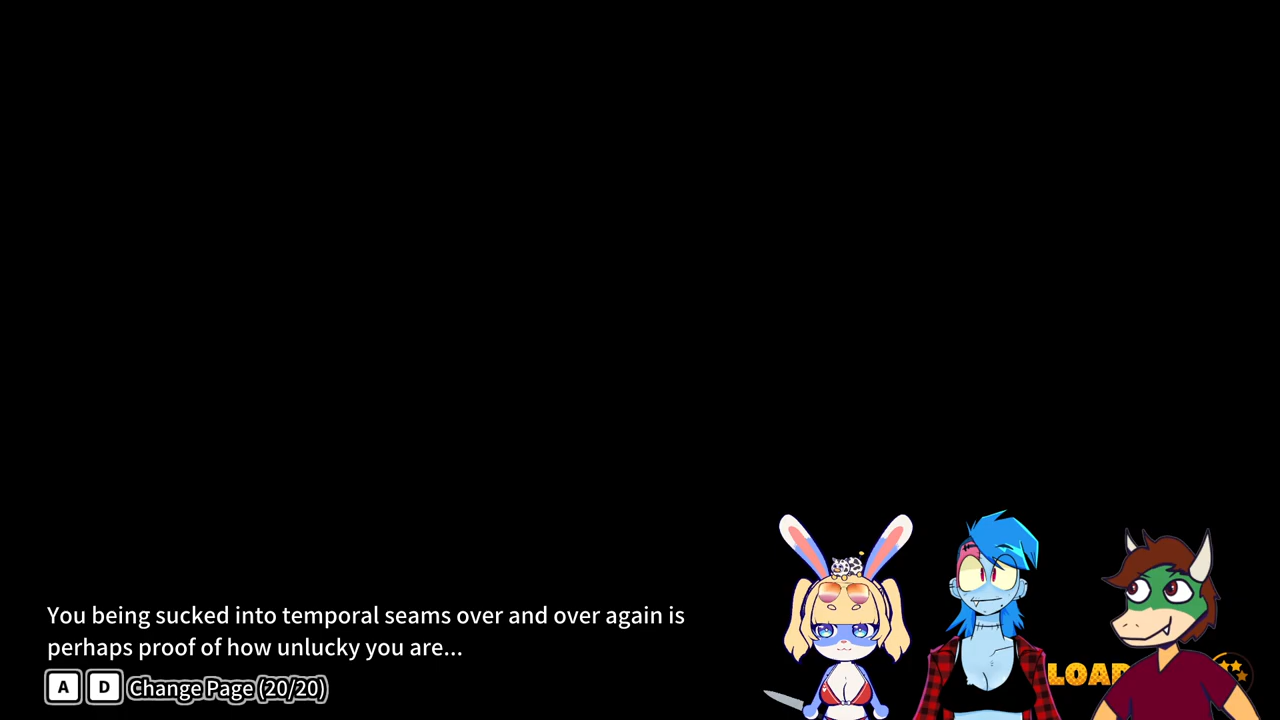 You being sucked into temporal seams over and over again is
perhaps proof of how unlucky you are...
A D Change Page (20/20)
LOAD